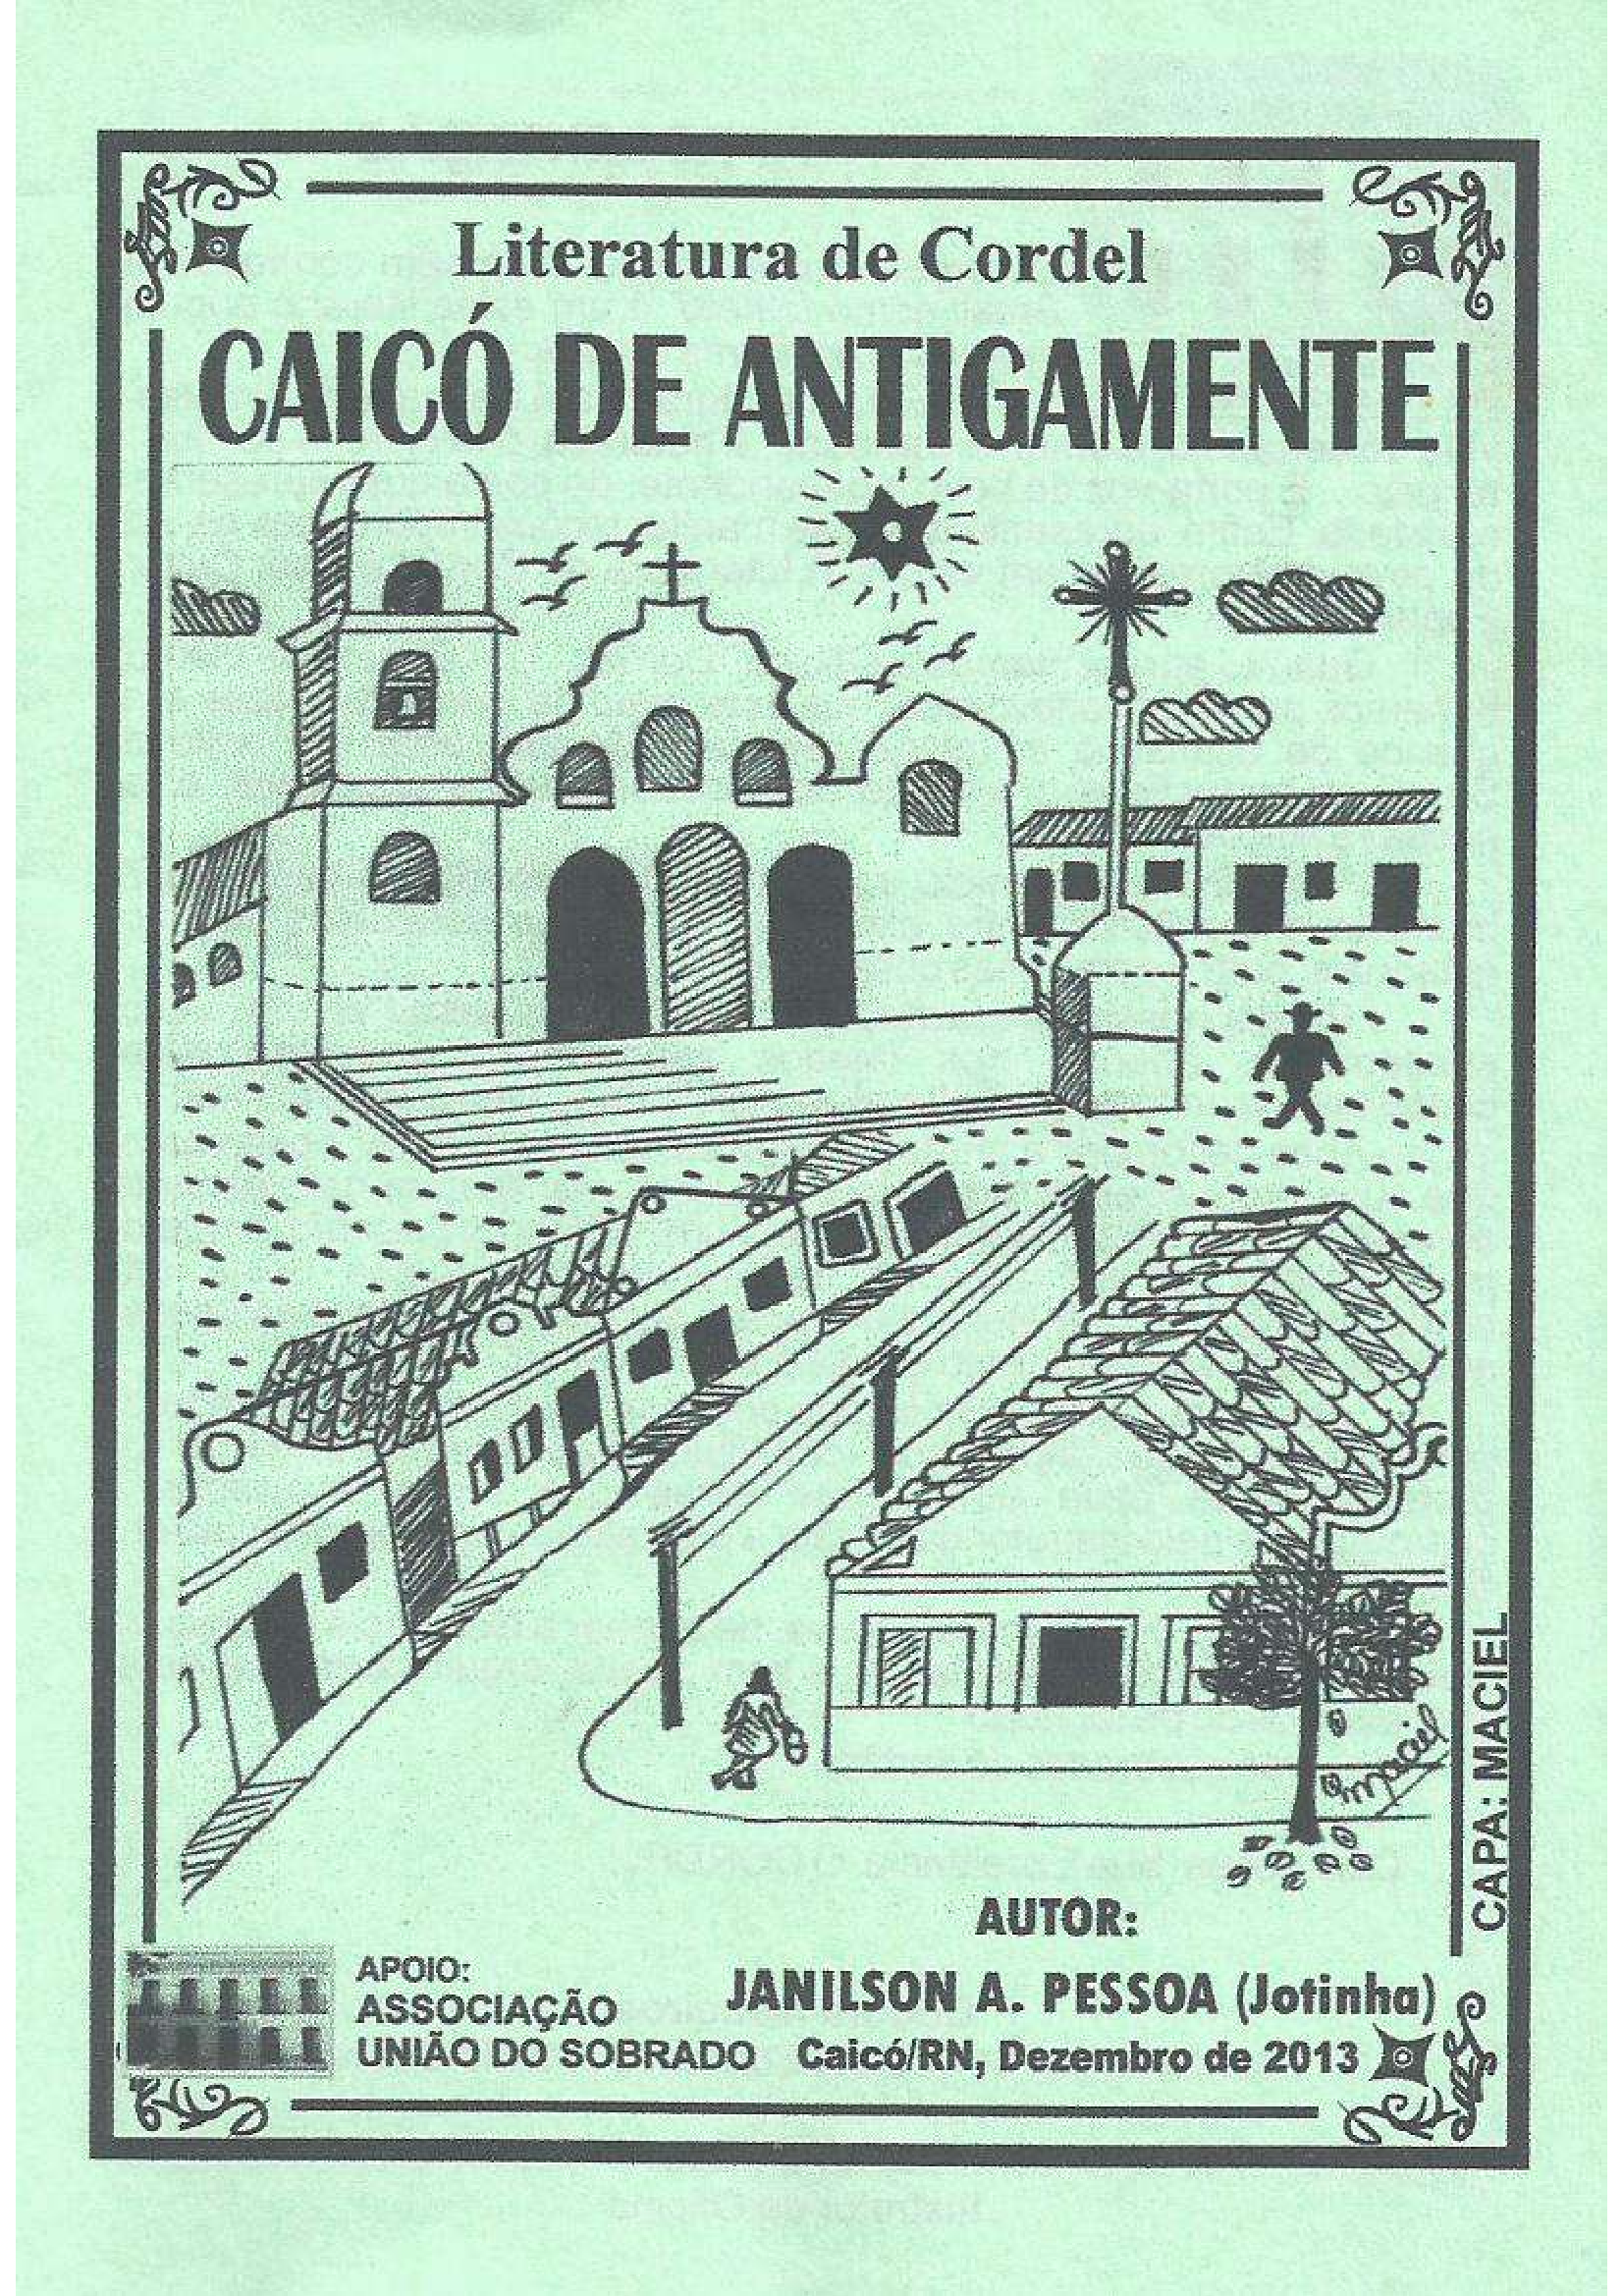 Literatura de Cordel
CAICÓ DE ANTIGAMENTE
Maciel
CAPA: MACIEL
AUTOR:
JANILSON A. PESSOA (Jotinha)
Caicó/RN, Dezembro de 2013
APOIO:
ASSOCIAÇÃO
UNIÃO DO SOBRADO